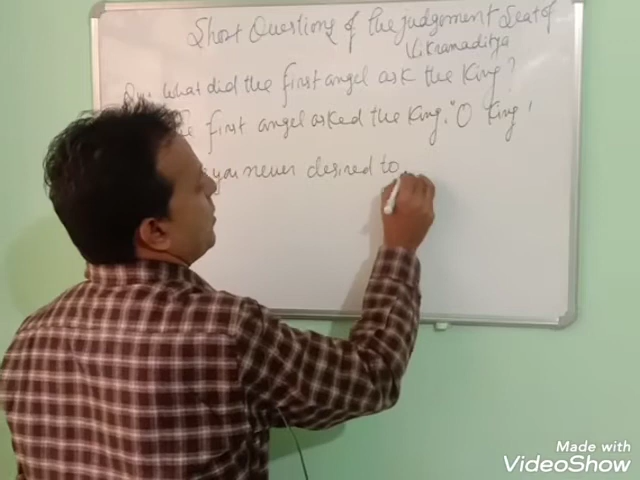 Short Questions of the judgement Seat of
Vikramaditya
What did the first angel ask the King?
first angel asked the King. "O King!
you never desired to
Made with
VideoShow